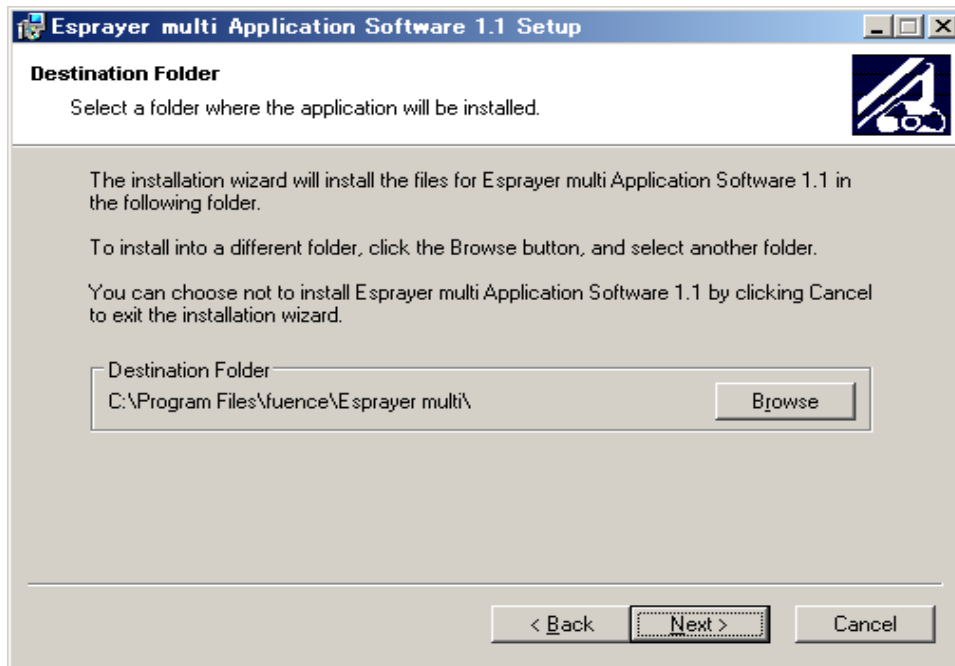 Esprayer multi Application Software 1.1 Setup
Destination Folder
Select a folder where the application will be installed.
The installation wizard will install the files for Esprayer multi Application Software 1.1 in
the following folder.
To install into a different folder, click the Browse button, and select another folder.
You can choose not to install Esprayer multi Application Software 1.1 by clicking Cancel
to exit the installation wizard.
Destination Folder
C:\Program Files\fuence\Esprayer multi\
Browse
< Back
Next >
Cancel